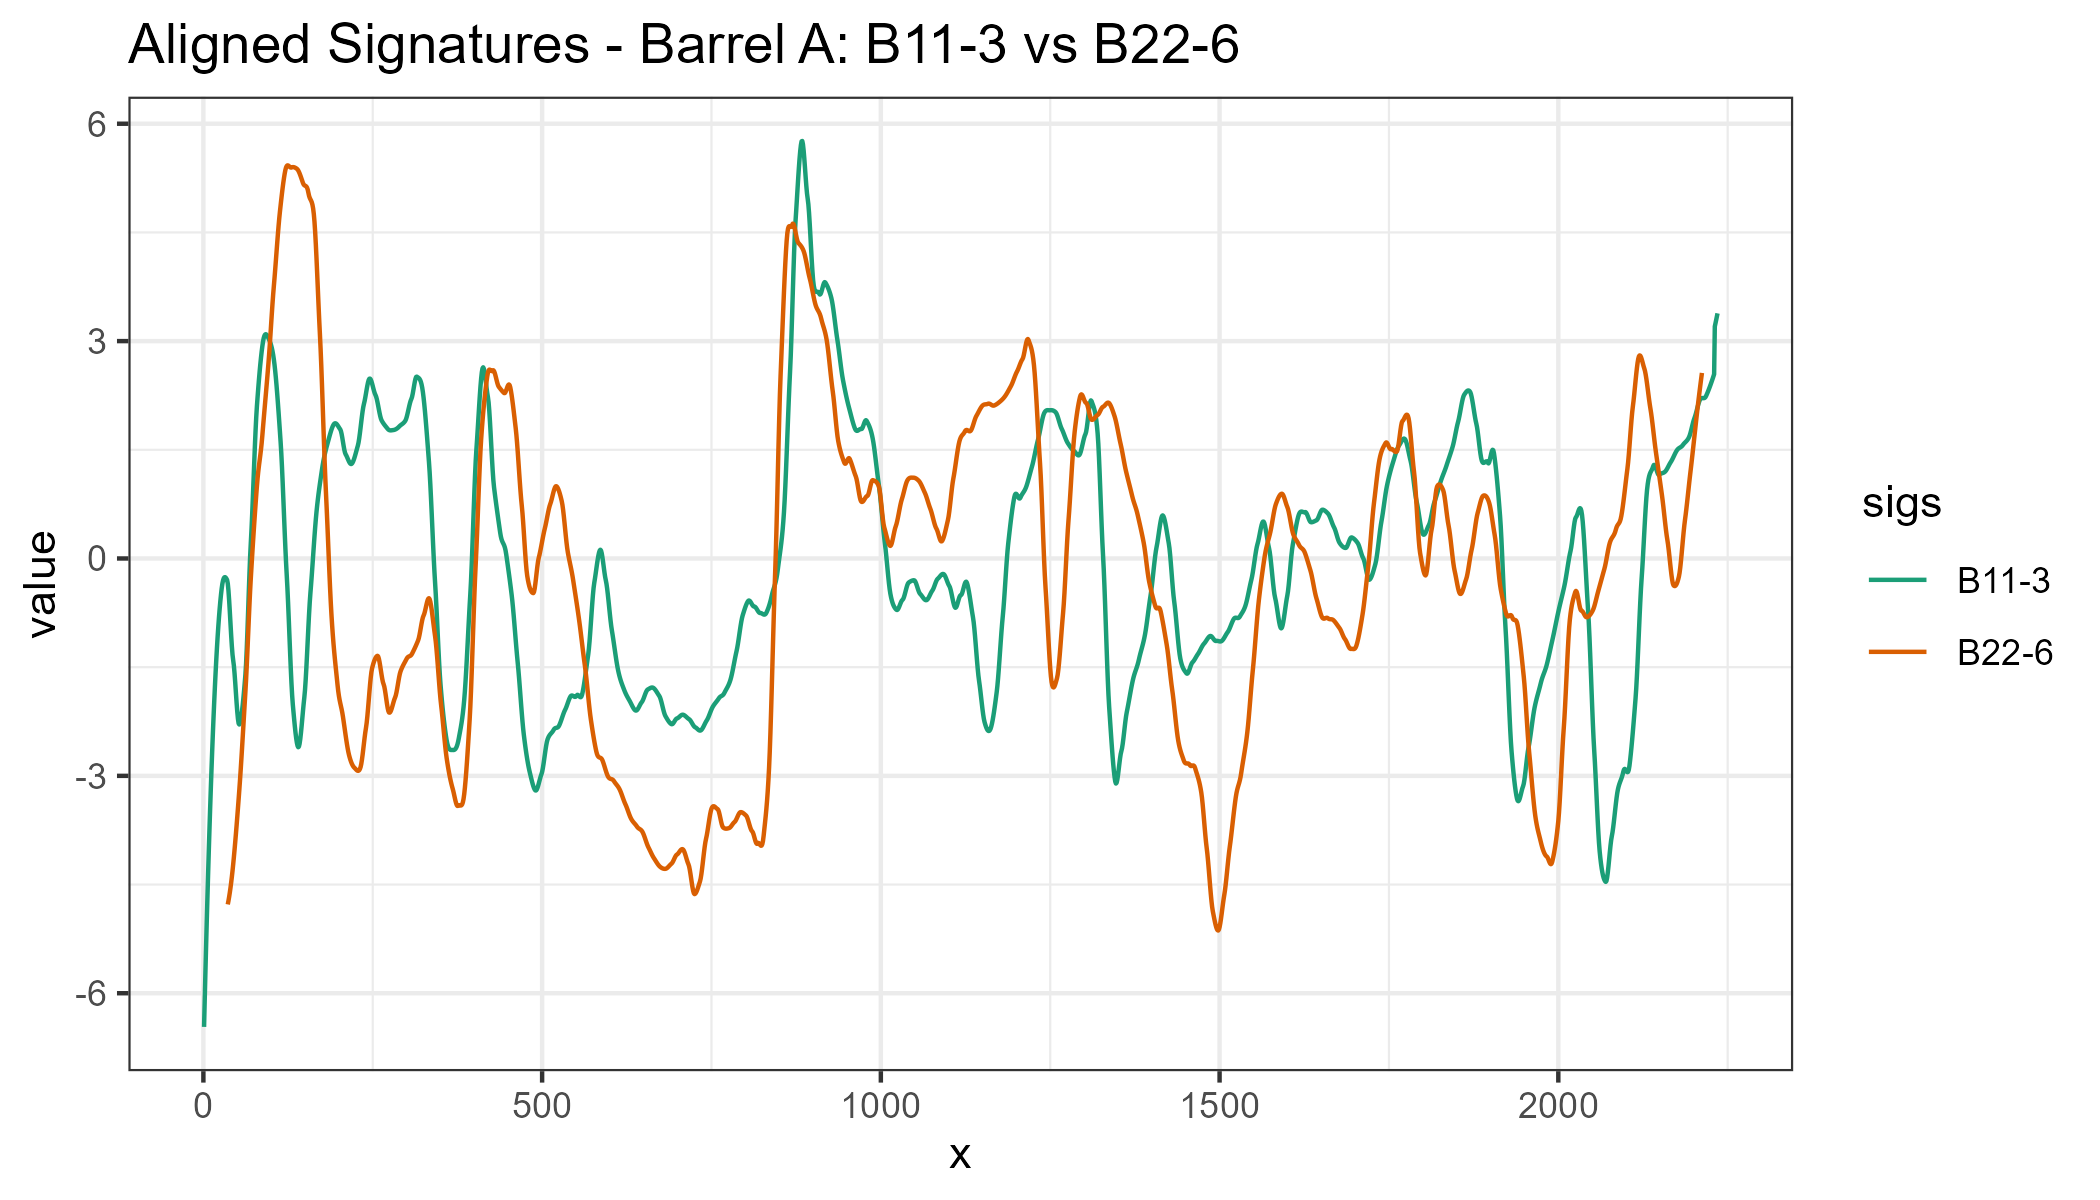 Aligned Signatures - Barrel A: B11-3 vs B22-6
6
3
0
-3
-6
value
0 500 1000 1500 2000
x
sigs
B11-3
B22-6